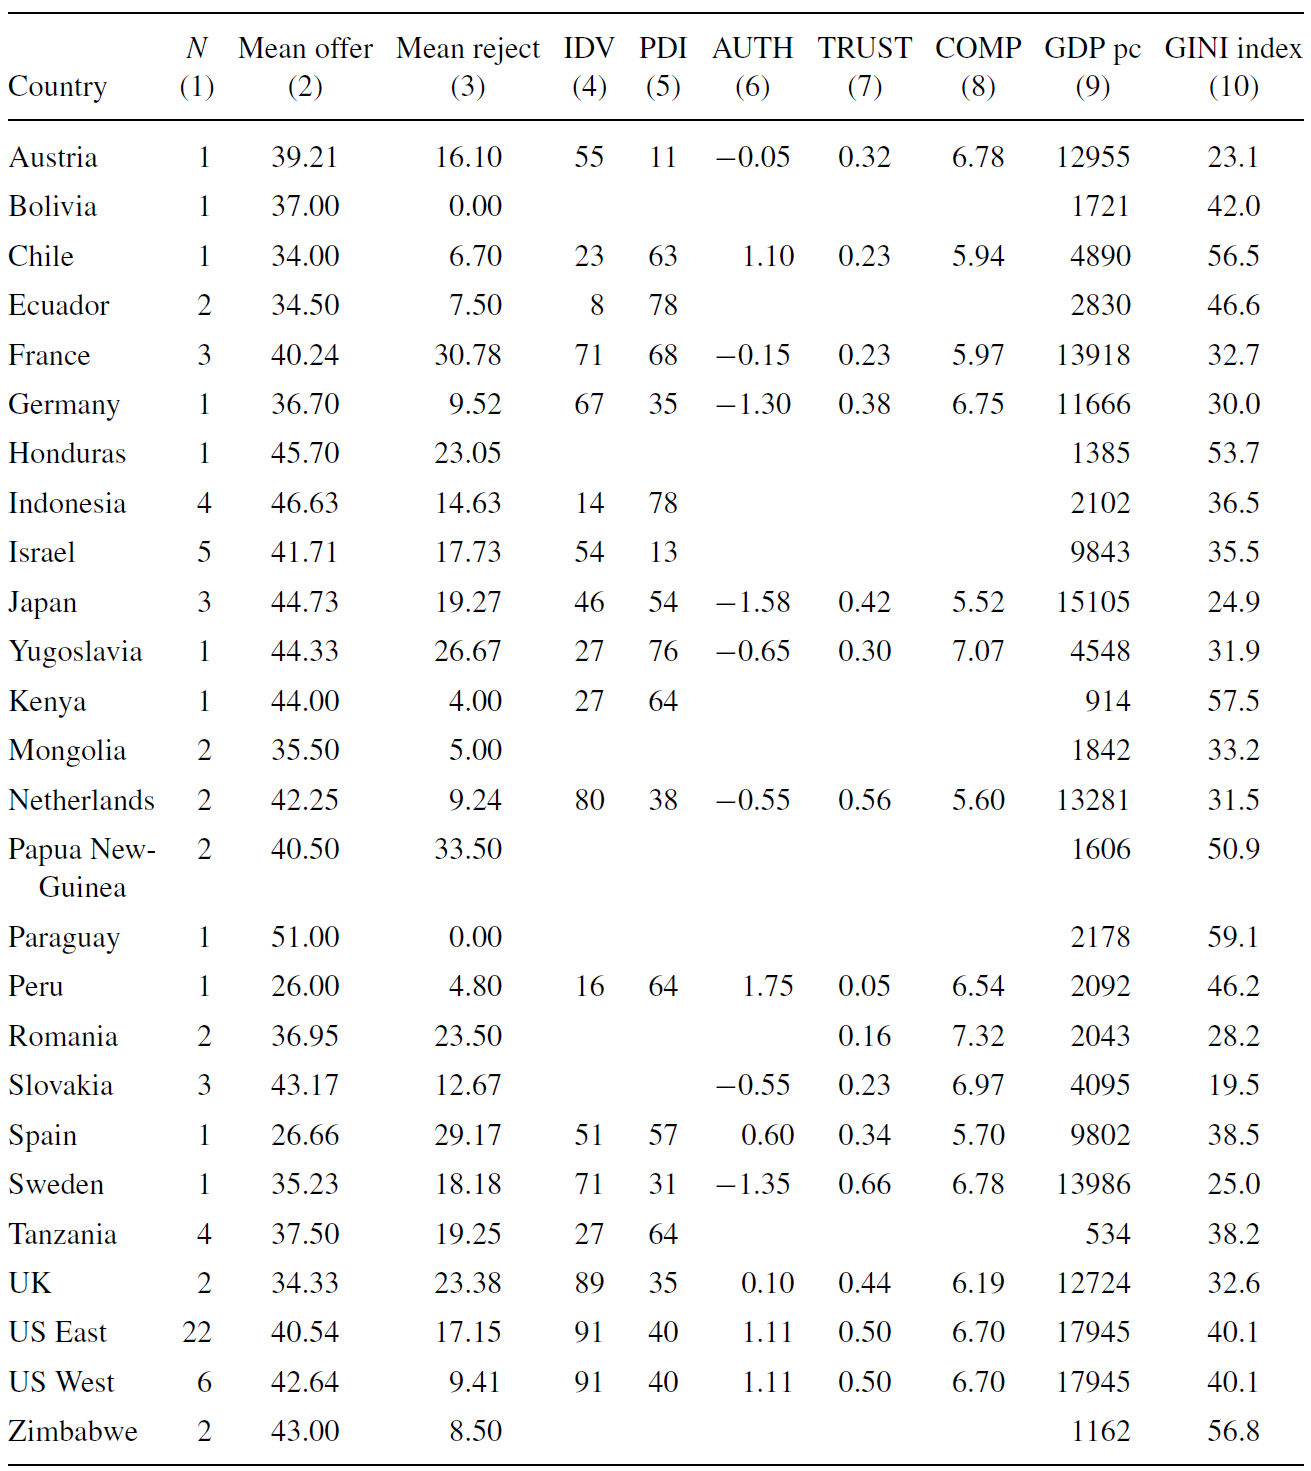 N Mean offer Mean reject IDV PDI AUTH TRUST COMP GDP pc GINI index
Country (1) (2) (3) (4) (5) (6) (7) (8) (9) (10)
Austria 1 39.21 16.10 55 11 −0.05 0.32 6.78 12955 23.1
Bolivia 1 37.00 0.00 1721 42.0
Chile 1 34.00 6.70 23 63 1.10 0.23 5.94 4890 56.5
Ecuador 2 34.50 7.50 8 78 2830 46.6
France 3 40.24 30.78 71 68 −0.15 0.23 5.97 13918 32.7
Germany 1 36.70 9.52 67 35 −1.30 0.38 6.75 11666 30.0
Honduras 1 45.70 23.05 1385 53.7
Indonesia 4 46.63 14.63 14 78 2102 36.5
Israel 5 41.71 17.73 54 13 9843 35.5
Japan 3 44.73 19.27 46 54 −1.58 0.42 5.52 15105 24.9
Yugoslavia 1 44.33 26.67 27 76 −0.65 0.30 7.07 4548 31.9
Kenya 1 44.00 4.00 27 64 914 57.5
Mongolia 2 35.50 5.00 1842 33.2
Netherlands 2 42.25 9.24 80 38 −0.55 0.56 5.60 13281 31.5
Papua New- 2 40.50 33.50 1606 50.9
Guinea
Paraguay 1 51.00 0.00 2178 59.1
Peru 1 26.00 4.80 16 64 1.75 0.05 6.54 2092 46.2
Romania 2 36.95 23.50 0.16 7.32 2043 28.2
Slovakia 3 43.17 12.67 −0.55 0.23 6.97 4095 19.5
Spain 1 26.66 29.17 51 57 0.60 0.34 5.70 9802 38.5
Sweden 1 35.23 18.18 71 31 −1.35 0.66 6.78 13986 25.0
Tanzania 4 37.50 19.25 27 64 534 38.2
UK 2 34.33 23.38 89 35 0.10 0.44 6.19 12724 32.6
US East 22 40.54 17.15 91 40 1.11 0.50 6.70 17945 40.1
US West 6 42.64 9.41 91 40 1.11 0.50 6.70 17945 40.1
Zimbabwe 2 43.00 8.50 1162 56.8